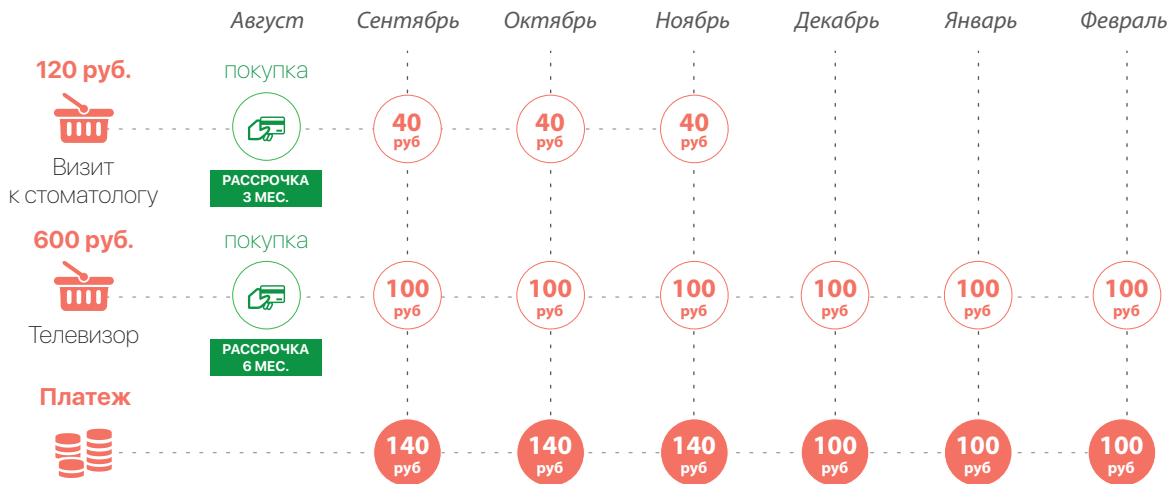 Август Сентябрь Октябрь Ноябрь Декабрь Январь Февраль
120 руб.
покупка
40 руб
40 руб
40 руб
Визит
к стоматологу
РАССРОЧКА
3 МЕС.
600 руб.
покупка
100 руб
100 руб
100 руб
100 руб
100 руб
100 руб
Телевизор
РАССРОЧКА
6 МЕС.
Платеж
140 руб
140 руб
140 руб
100 руб
100 руб
100 руб